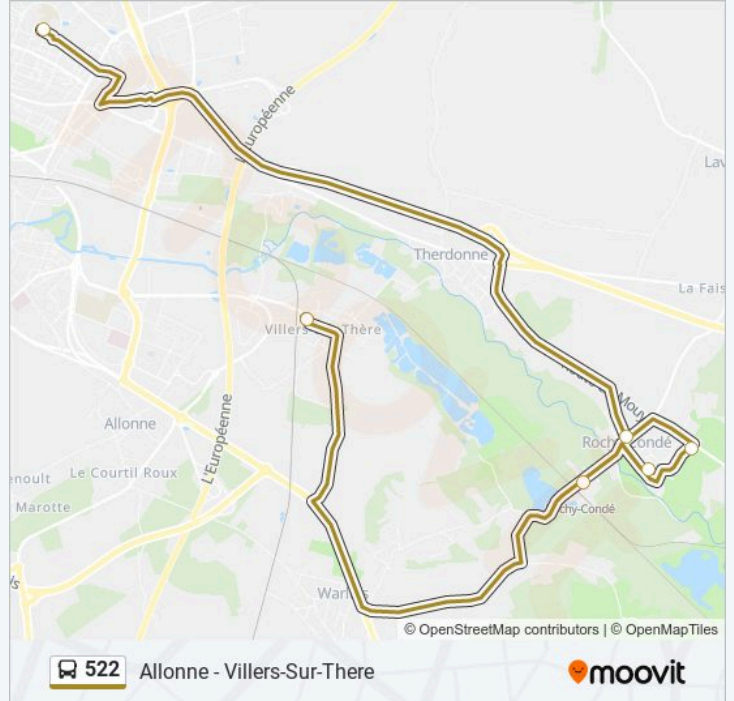 L'Européenne
Lav
Therdonne
La Fais
Villers Thère
Mouy
L'Européenne
Allonne
Roch Condé
enoult
Le Courtil Roux
Marotte
chy-Condé
Warl s
© OpenStreetMap contributors | © OpenMapTiles
522 Allonne - Villers-Sur-There
moovit